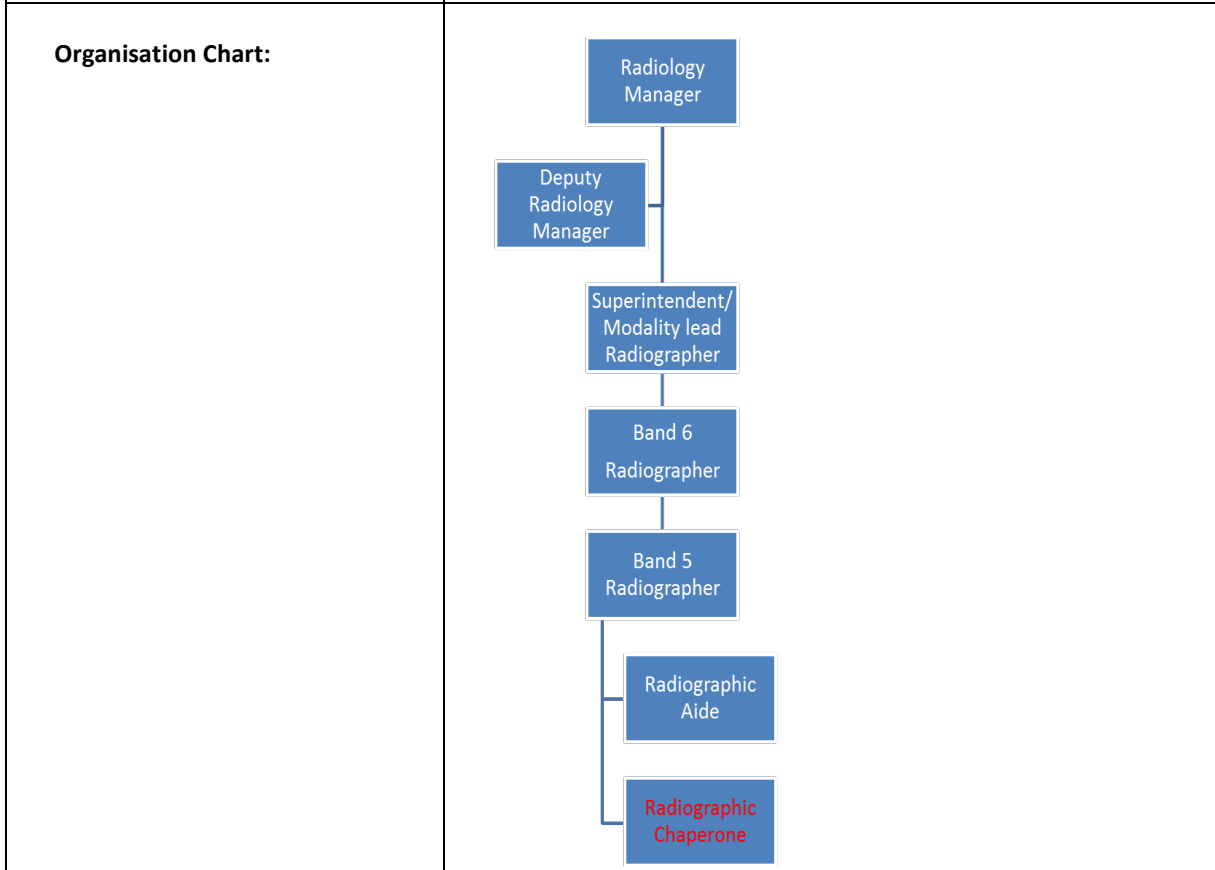 Organisation Chart:
Radiology
Manager
Deputy
Radiology
Manager
Superintendent/
Modality lead
Radiographer
Band 6
Radiographer
Band 5
Radiographer
Radiographic
Aide
Radiographic
Chaperone